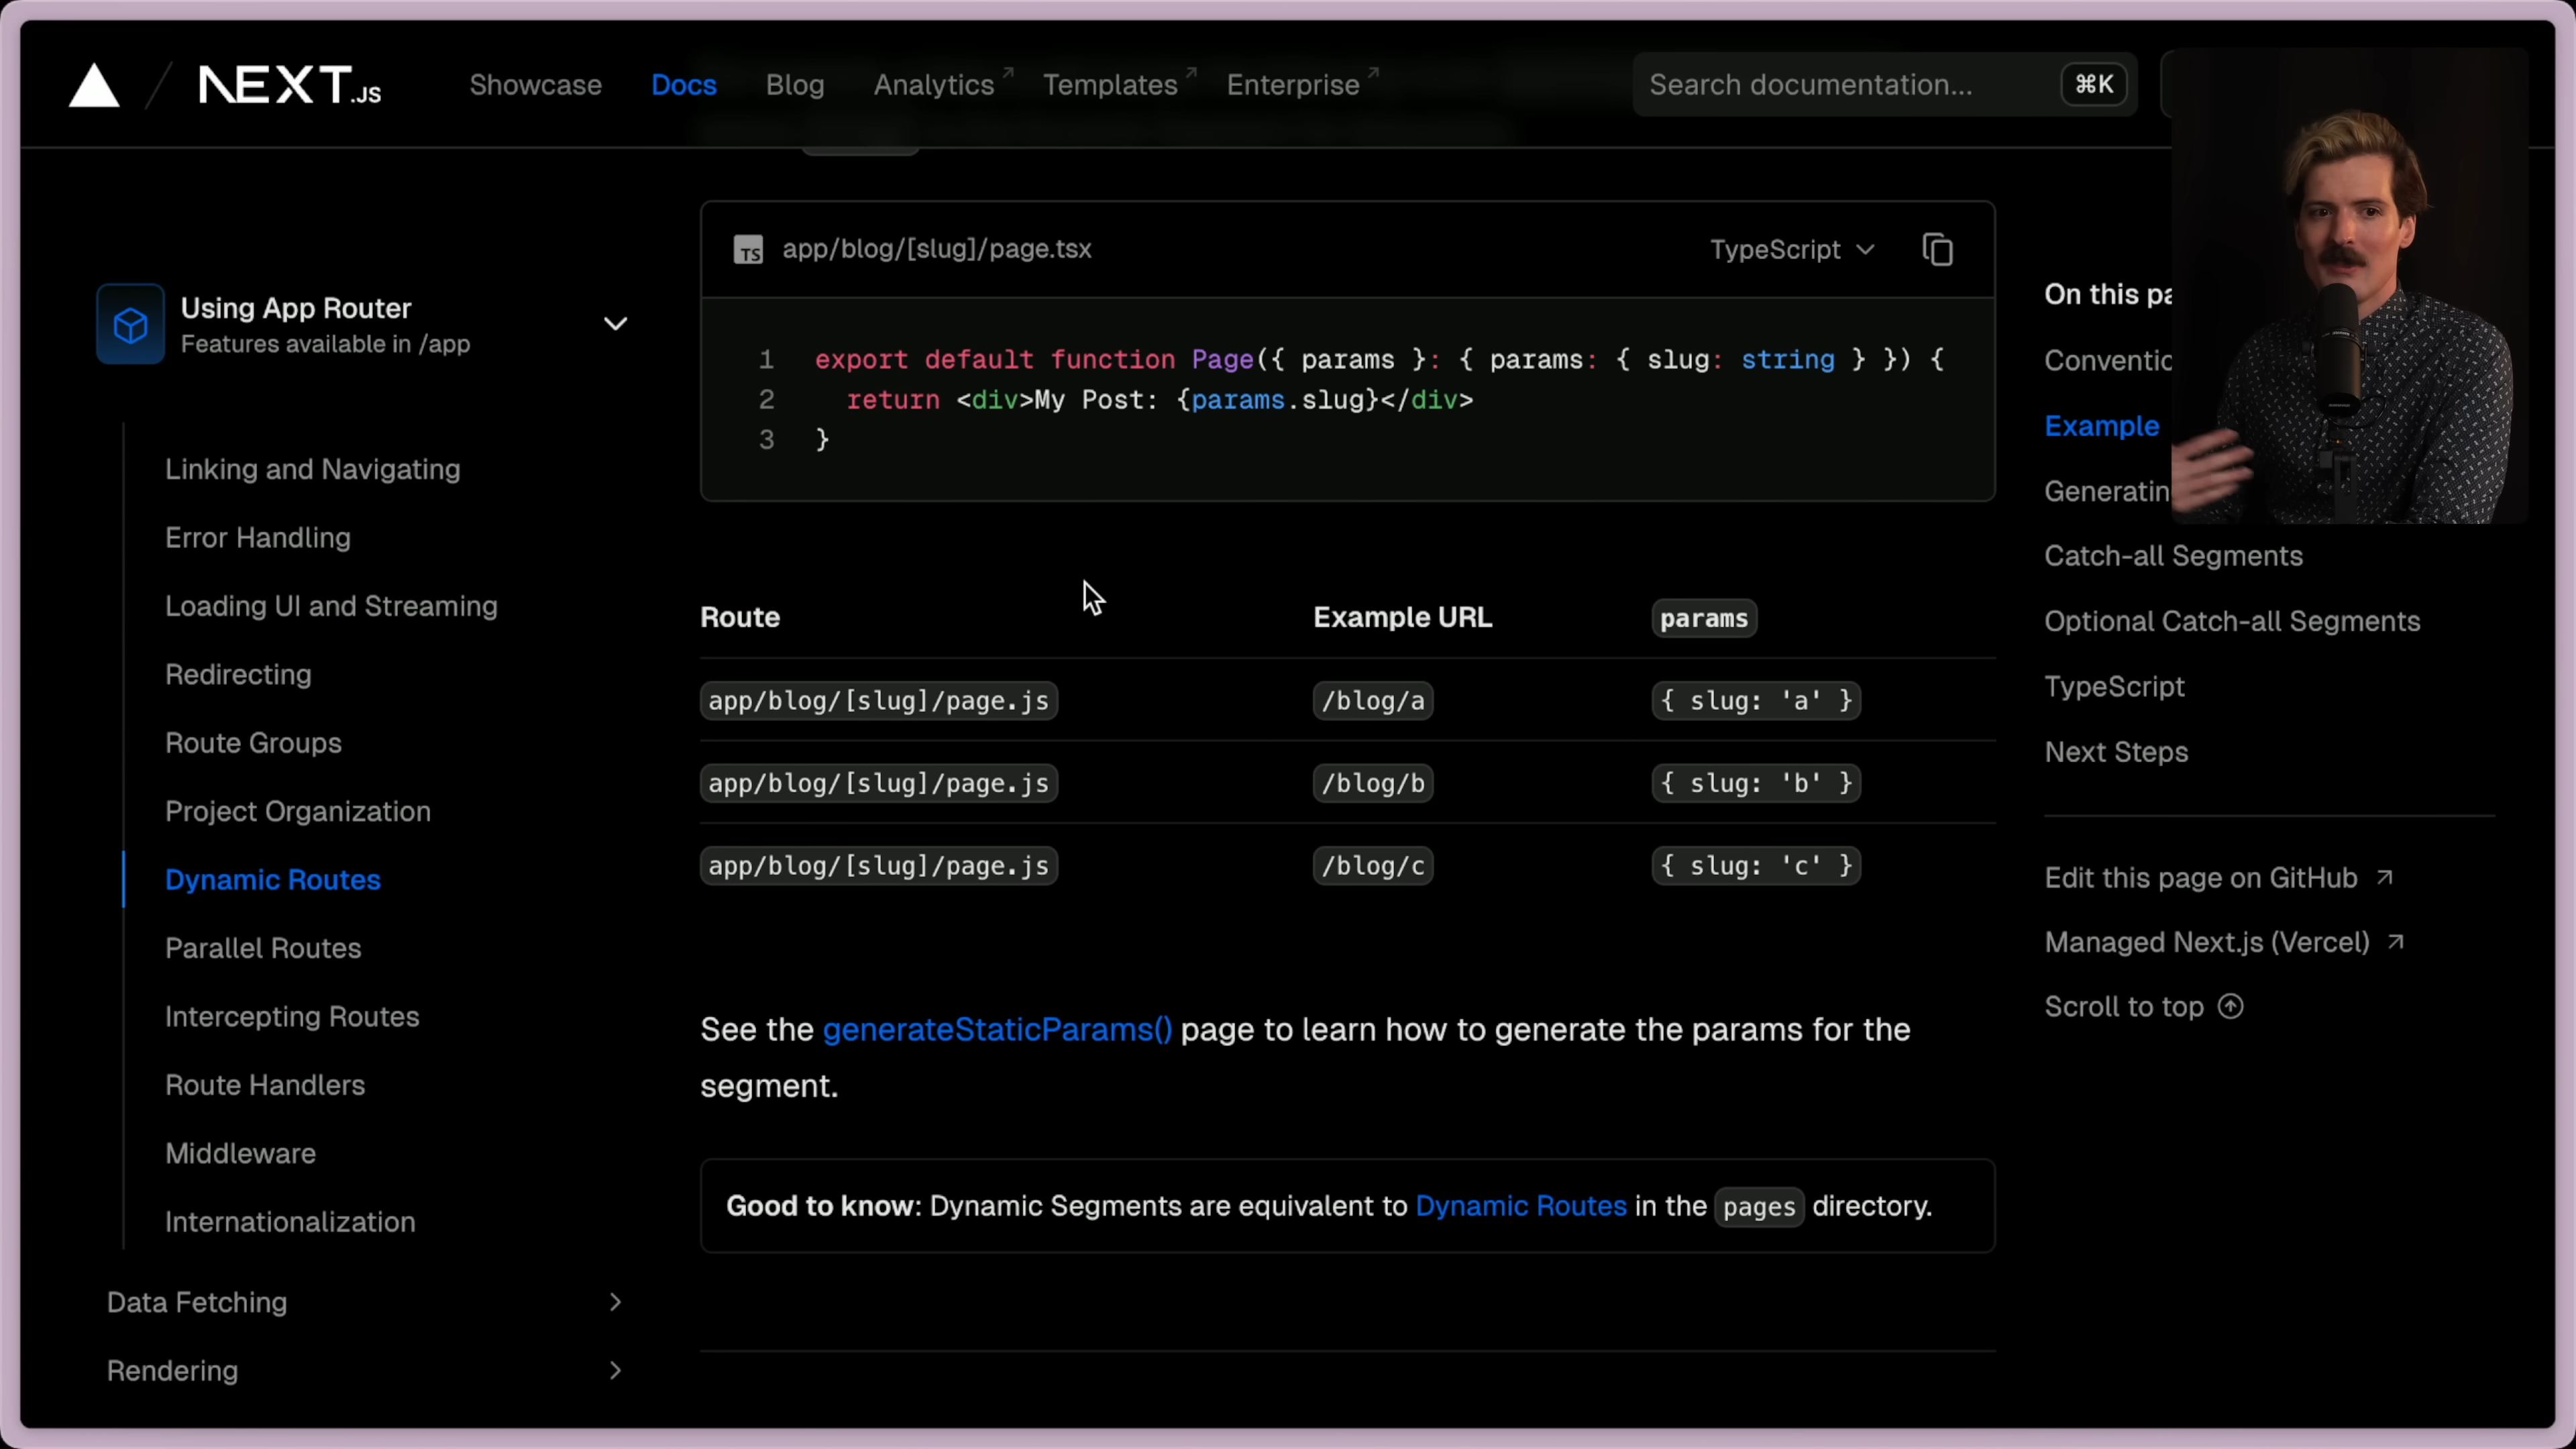 NEXT.JS
Showcase
Docs
Blog
Analytics
Templates
Enterprise
Search documentation...
⌘K
Using App Router
Features available in /app
Linking and Navigating
Error Handling
Loading UI and Streaming
Redirecting
Route Groups
Project Organization
Dynamic Routes
Parallel Routes
Intercepting Routes
Route Handlers
Middleware
Internationalization
Data Fetching
Rendering
TS app/blog/[slug]/page.tsx
TypeScript
1 export default function Page({ params }: { params: { slug: string } }) {
2 return <div>My Post: {params.slug}</div>
3 }
Route Example URL params
app/blog/[slug]/page.js /blog/a { slug: 'a' }
app/blog/[slug]/page.js /blog/b { slug: 'b' }
app/blog/[slug]/page.js /blog/c { slug: 'c' }
See the generateStaticParams() page to learn how to generate the params for the
segment.
Good to know: Dynamic Segments are equivalent to Dynamic Routes in the pages directory.
On this
Example
Catch-all Segments
Optional Catch-all Segments
TypeScript
Next Steps
Edit this page on GitHub
Managed Next.js (Vercel)
Scroll to top